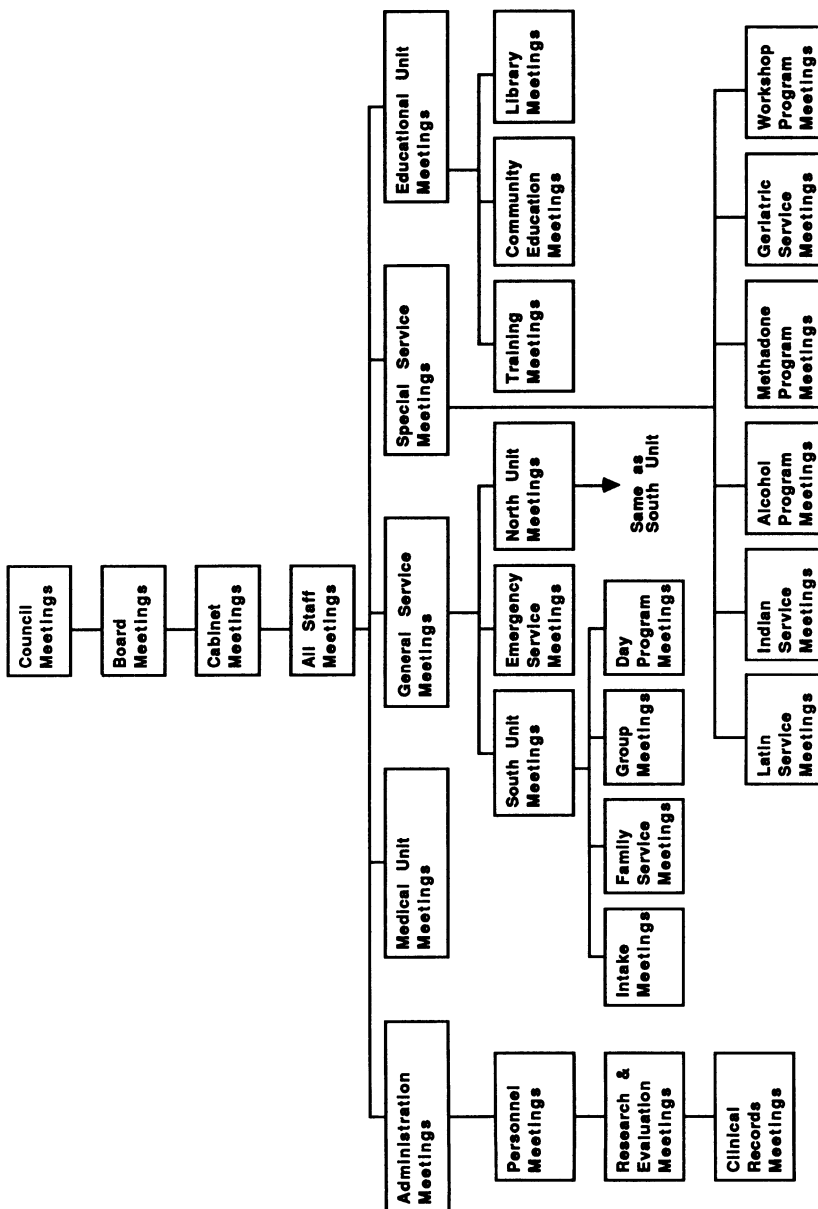 Council
Meetings
Board
Meetings
Cabinet
Meetings
All Staff
Meetings
Administration
Meetings
Medical Unit
Meetings
General Service
Meetings
Special Service
Meetings
Educational Unit
Meetings
Personnel
Meetings
Research &
Evaluation
Meetings
Clinical
Records
Meetings
South Unit
Meetings
Emergency
Service
Meetings
North Unit
Meetings
Same as
South Unit
Intake
Meetings
Family
Service
Meetings
Group
Meetings
Day
Program
Meetings
Training
Meetings
Community
Education
Meetings
Library
Meetings
Latin
Service
Meetings
Indian
Service
Meetings
Alcohol
Program
Meetings
Methadone
Program
Meetings
Geriatric
Service
Meetings
Workshop
Program
Meetings